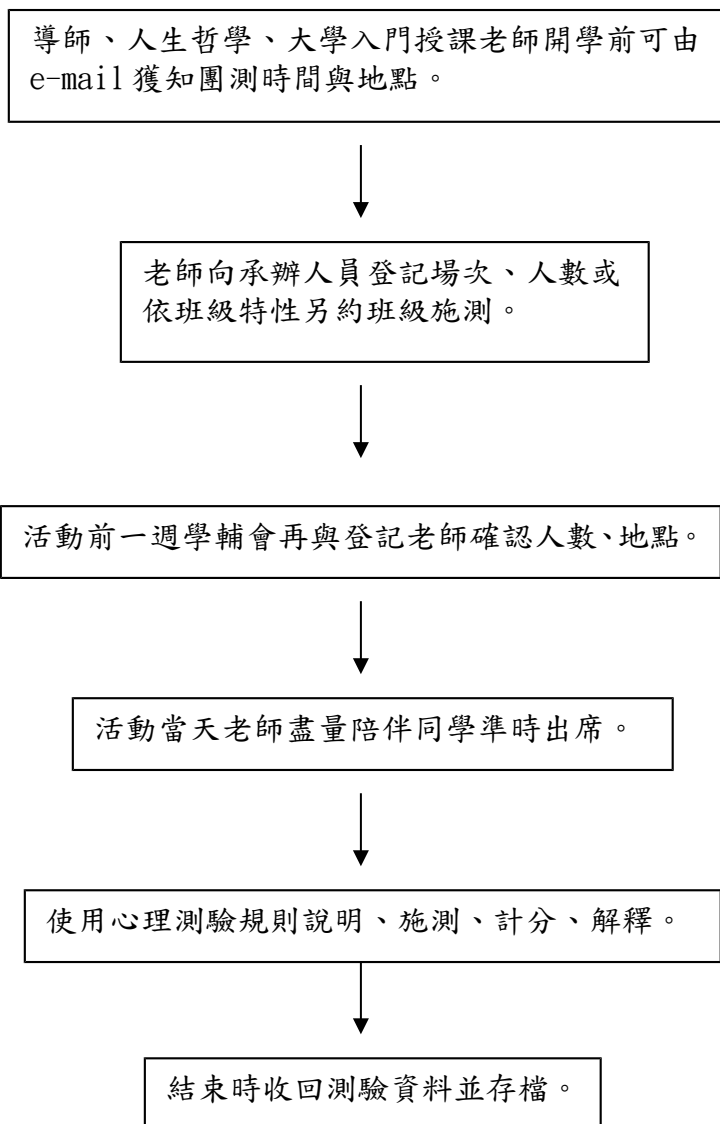 導師、人生哲學、大學入門授課老師開學前可由
e-mail 獲知團測時間與地點。
老師向承辦人員登記場次、人數或
依班級特性另約班級施測。
活動前一週學輔會再與登記老師確認人數、地點。
活動當天老師盡量陪伴同學準時出席。
使用心理測驗規則說明、施測、計分、解釋。
結束時收回測驗資料並存檔。